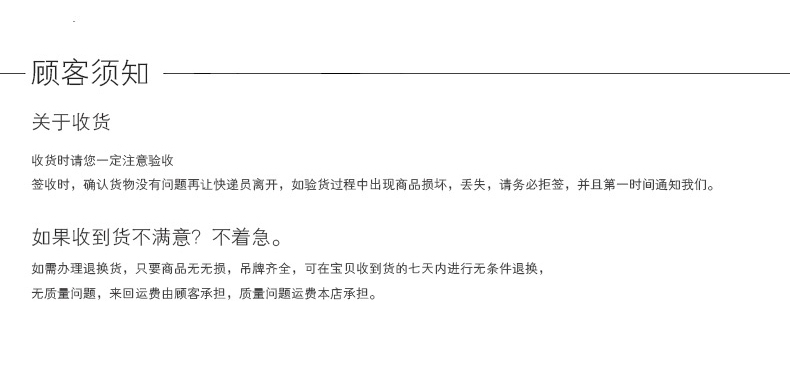 顾客须知
关于收货
收货时请您一定注意验收
签收时，确认货物没有问题再让快递员离开，如验货过程中出现商品损坏，丢失，请务必拒签，并且第一时间通知我们。
如果收到货不满意？不着急。
如需办理退换货，只要商品无无损，吊牌齐全，可在宝贝收到货的七天内进行无条件退换，
无质量问题，来回运费由顾客承担，质量问题运费本店承担。